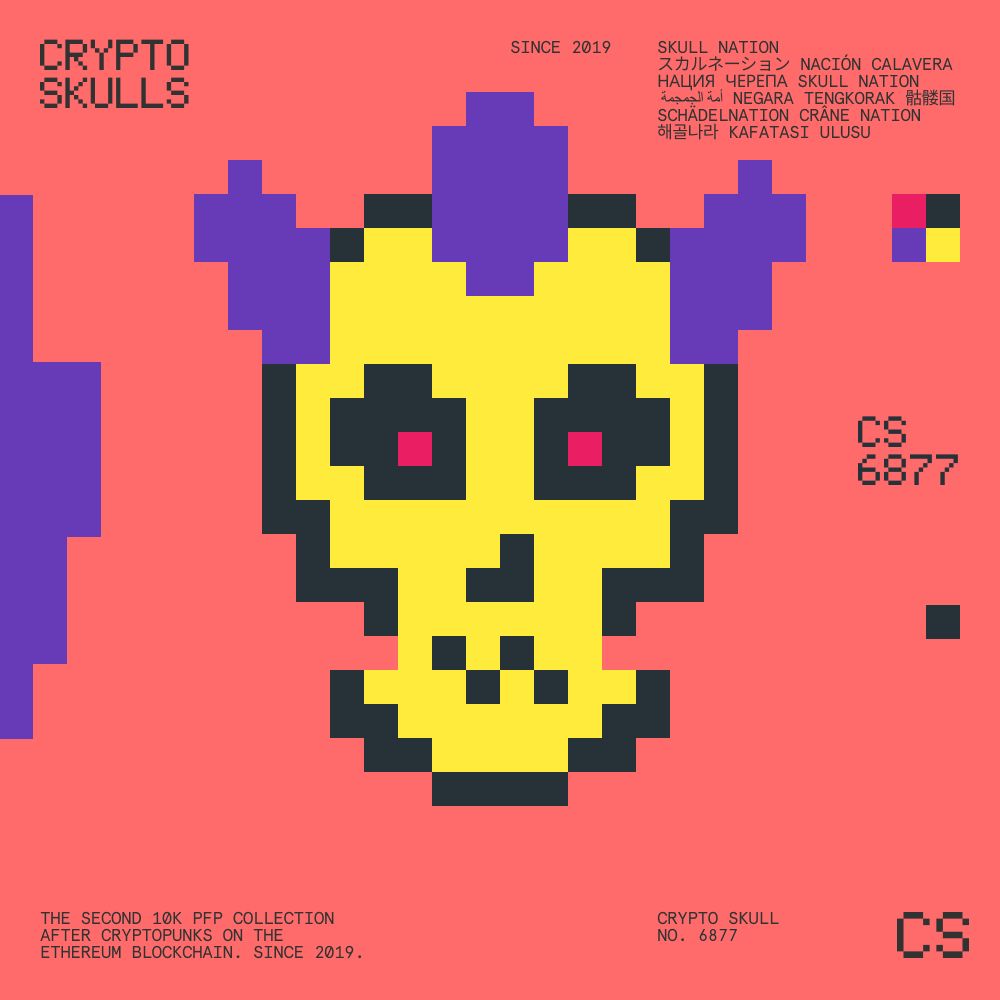 CRYPTO
SKULLS
SINCE 2019
SKULL NATION
スカルネーション NACIÓN CALAVERA
НАЦИЯ ЧЕРЕПА SKULL NATION
أمة الجمجمة NEGARA TENGKORAK 骷髅国
SCHÄDELNATION CRÂNE NATION
해골나라 KAFATASI ULUSU
CS
6877
THE SECOND 10K PFP COLLECTION
AFTER CRYPTOPUNKS ON THE
ETHEREUM BLOCKCHAIN. SINCE 2019.
CRYPTO SKULL
NO. 6877
CS